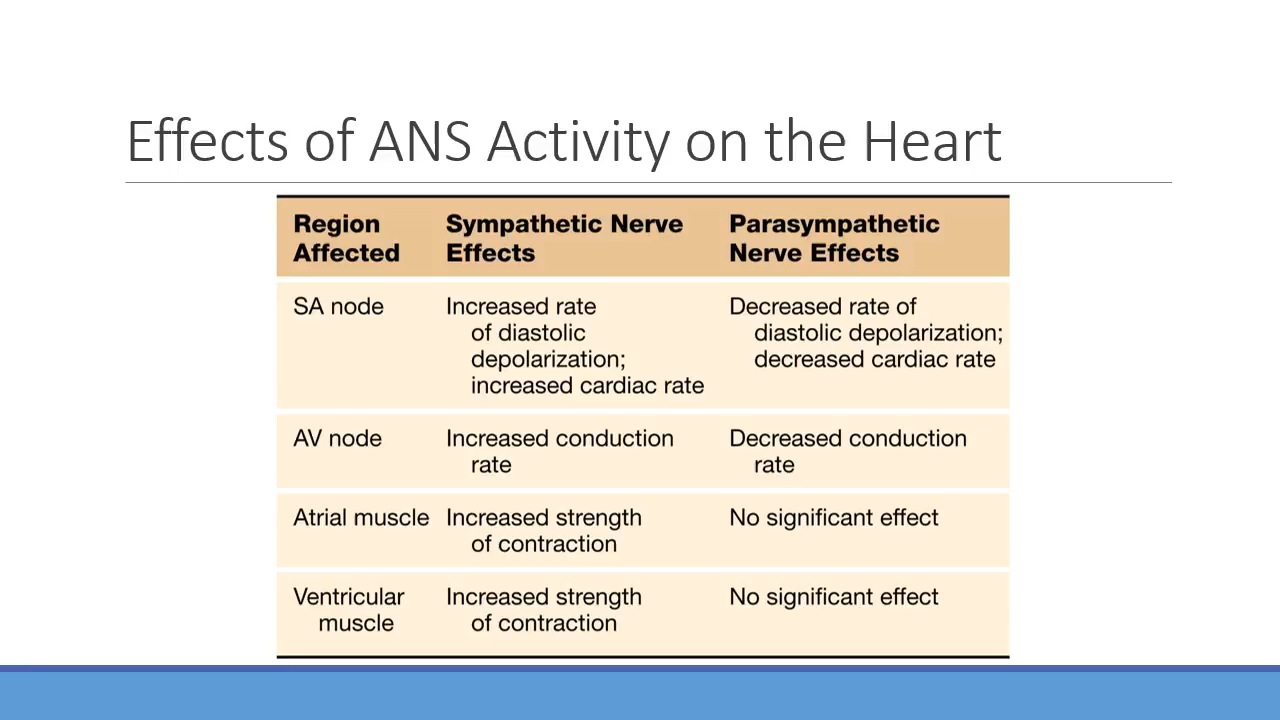 Effects of ANS Activity on the Heart
Region Affected
Sympathetic Nerve Effects
Parasympathetic Nerve Effects
SA node
Increased rate
of diastolic
depolarization;
increased cardiac rate
Decreased rate of
diastolic depolarization;
decreased cardiac rate
AV node
Increased conduction
rate
Decreased conduction
rate
Atrial muscle
Increased strength
of contraction
No significant effect
Ventricular
muscle
Increased strength
of contraction
No significant effect